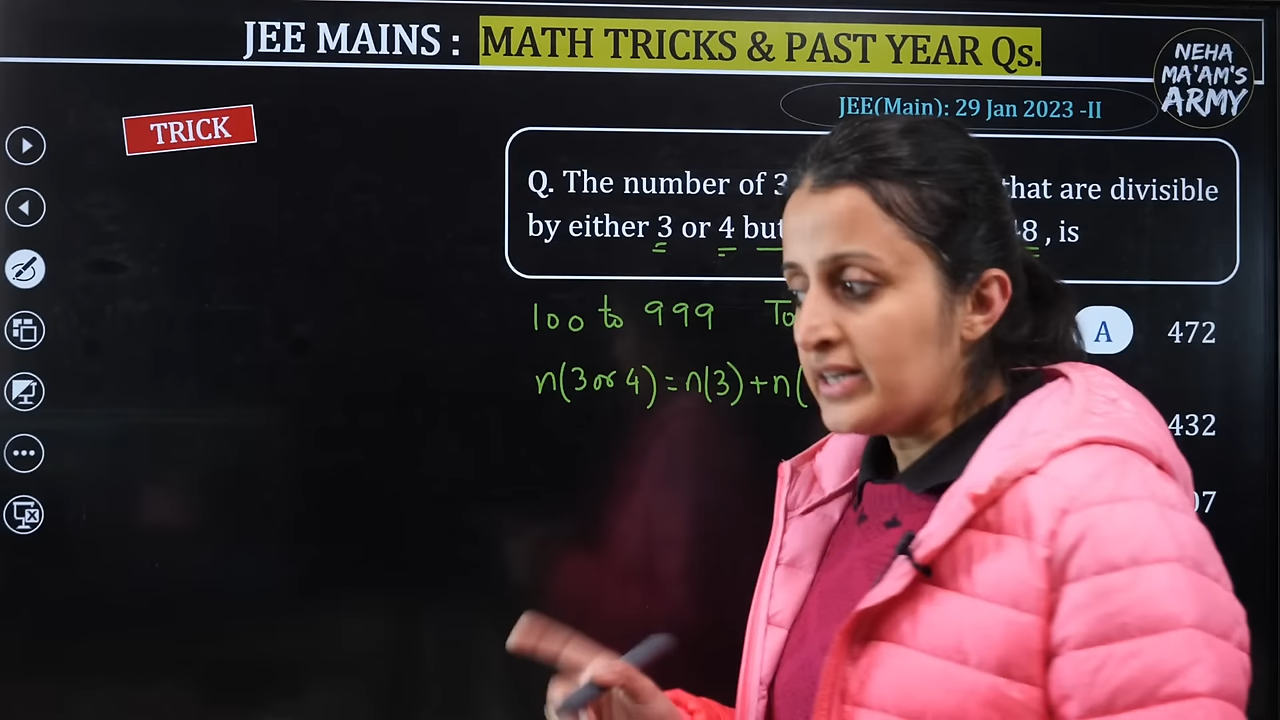 JEE MAINS : MATH TRICKS & PAST YEAR Qs.
NEHA
MA'AM'S
ARMY
JEE(Main): 29 Jan 2023 -II
TRICK
Q. The number of 3 that are divisible
by either 3 or 4 but 48 , is
100 to 999
A 472
n(3 or 4) = n(3) + n(
432
07